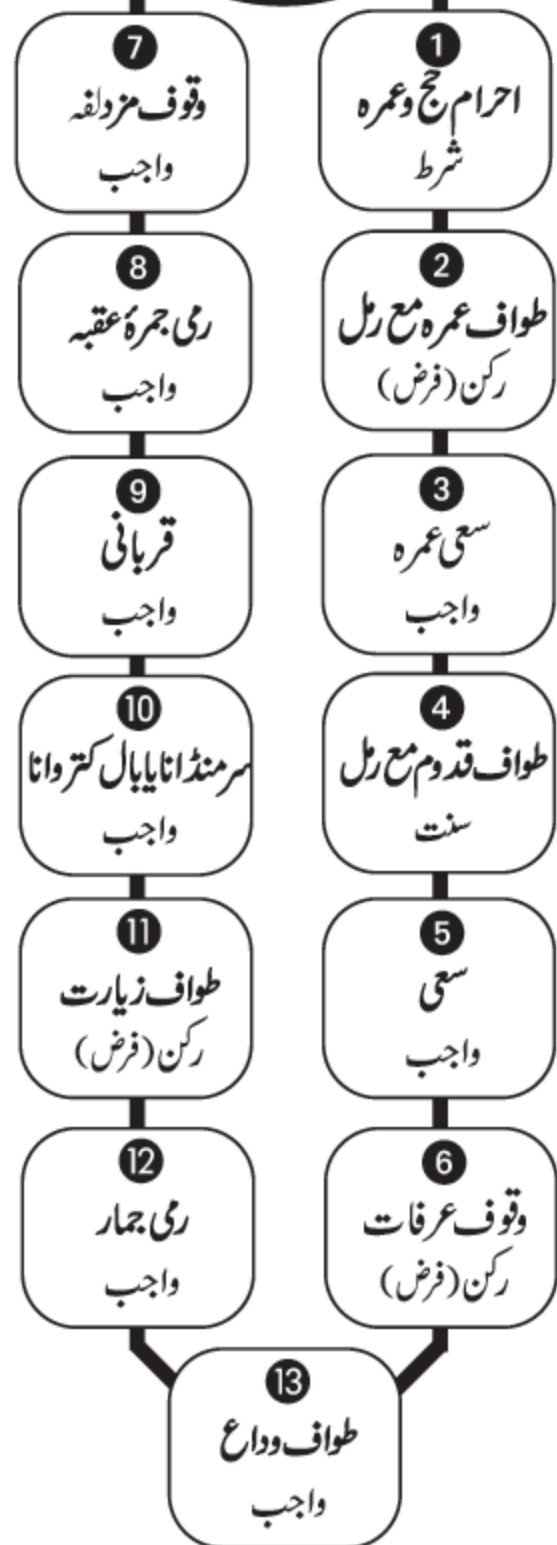 1
احرام حج وعمرہ
شرط
2
طواف عمرہ مع رمل
رکن (فرض)
3
سعی عمرہ
واجب
4
طواف قدوم مع رمل
سنت
5
سعی
واجب
6
وقوف عرفات
رکن (فرض)
7
وقوف مزدلفہ
واجب
8
رمی جمرۂ عقبہ
واجب
9
قربانی
واجب
10
سرمنڈانا یا بال کتروانا
واجب
11
طواف زیارت
رکن (فرض)
12
رمی جمار
واجب
13
طواف وداع
واجب